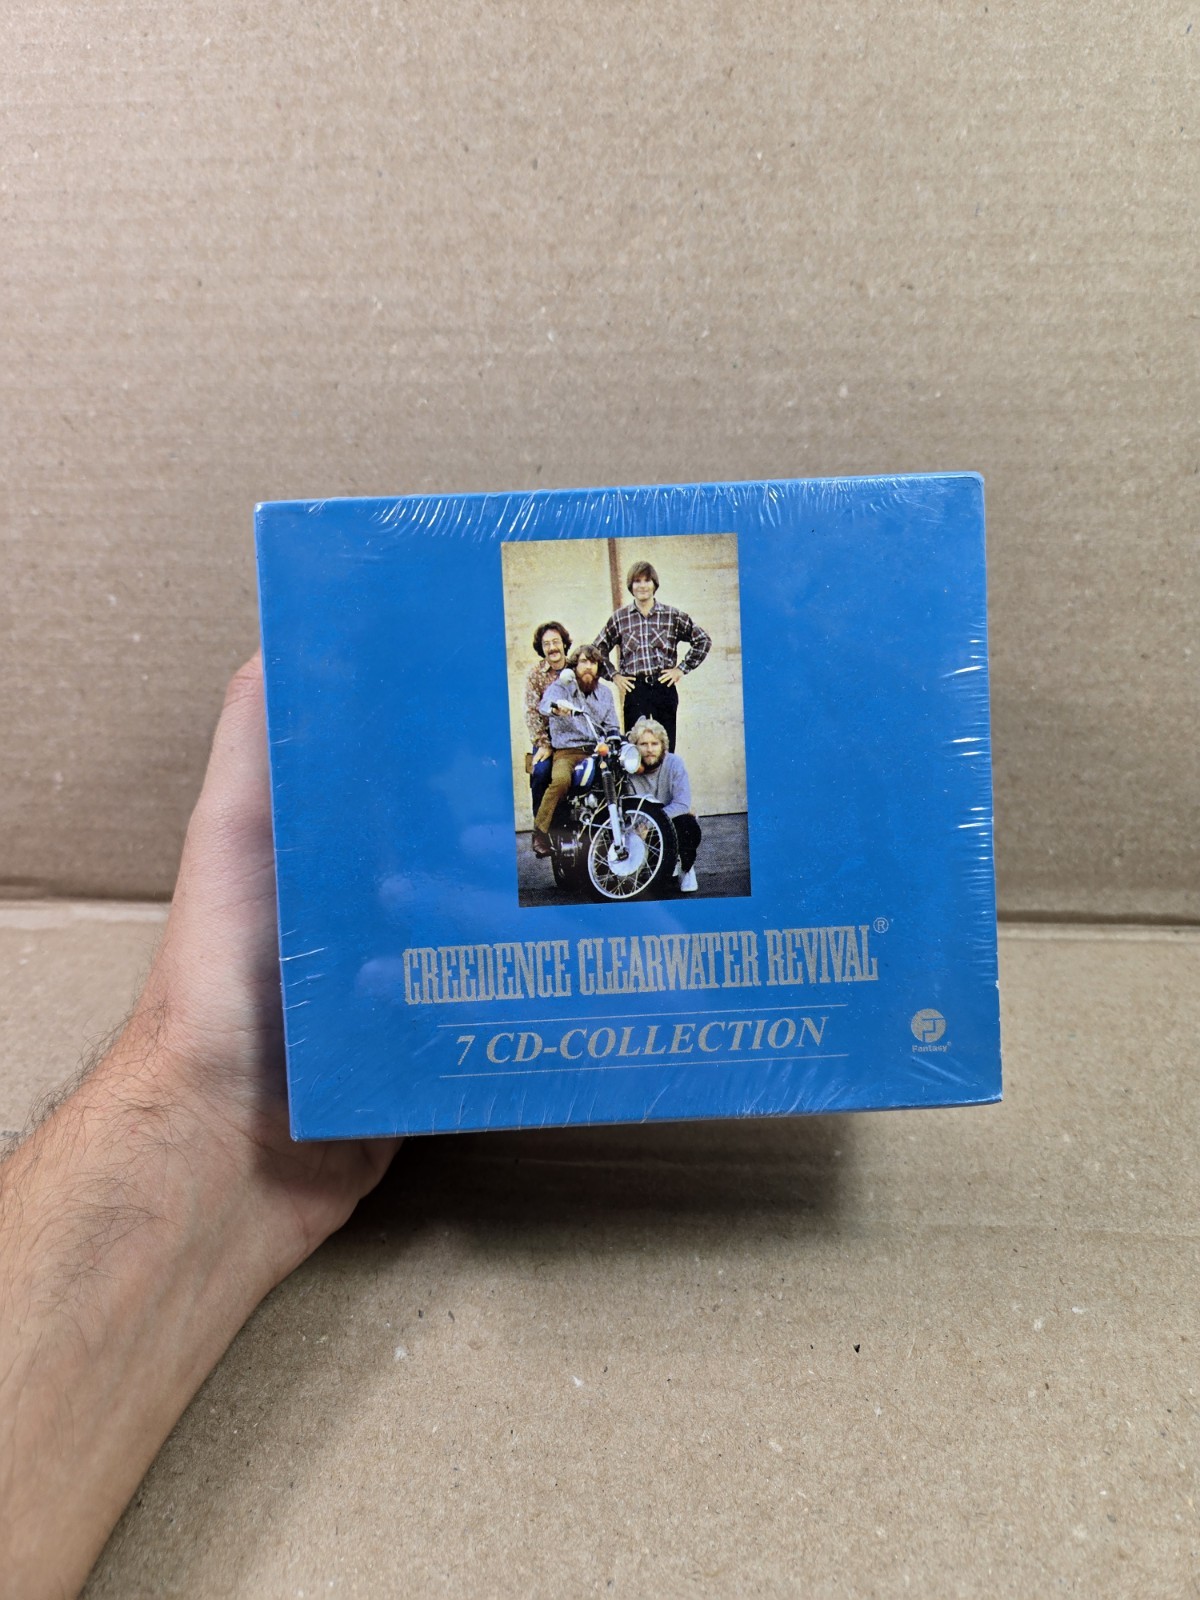 CREEDENCE CLEARWATER REVIVAL®
7 CD-COLLECTION
Fantasy®